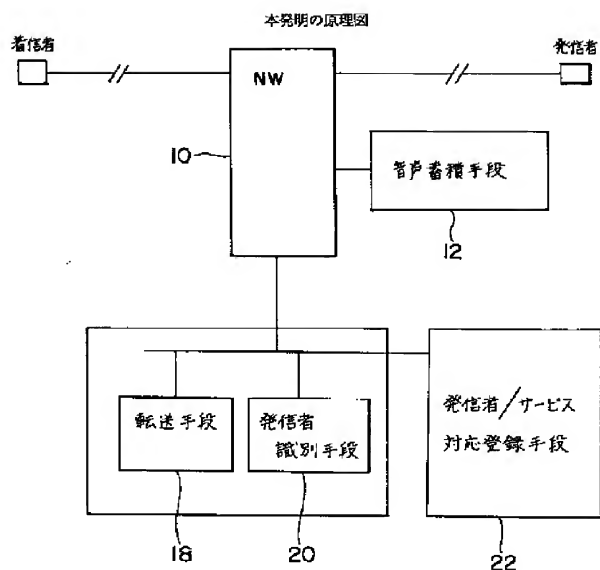 本発明の原理図
着信者
発信者
NW
10
音声蓄積手段
12
転送手段
発信者
識別手段
発信者/サービス
対応登録手段
18
20
22